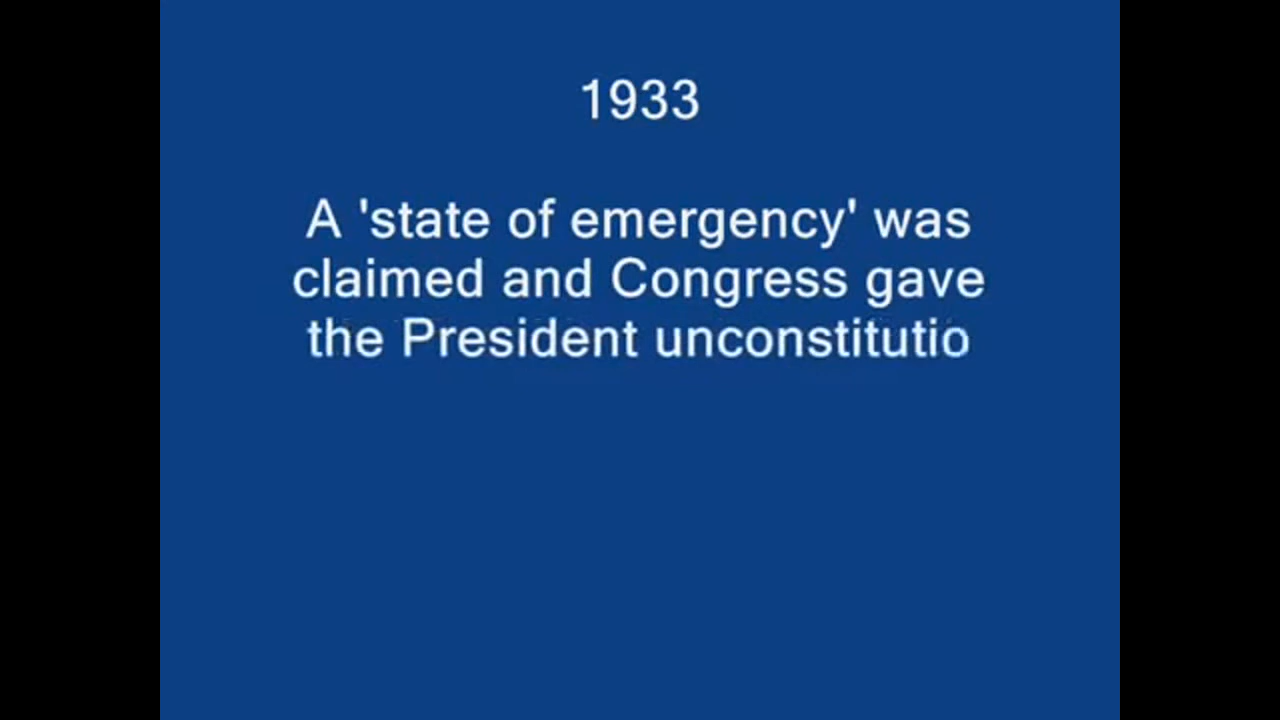 1933
A 'state of emergency' was
claimed and Congress gave
the President unconstitutio